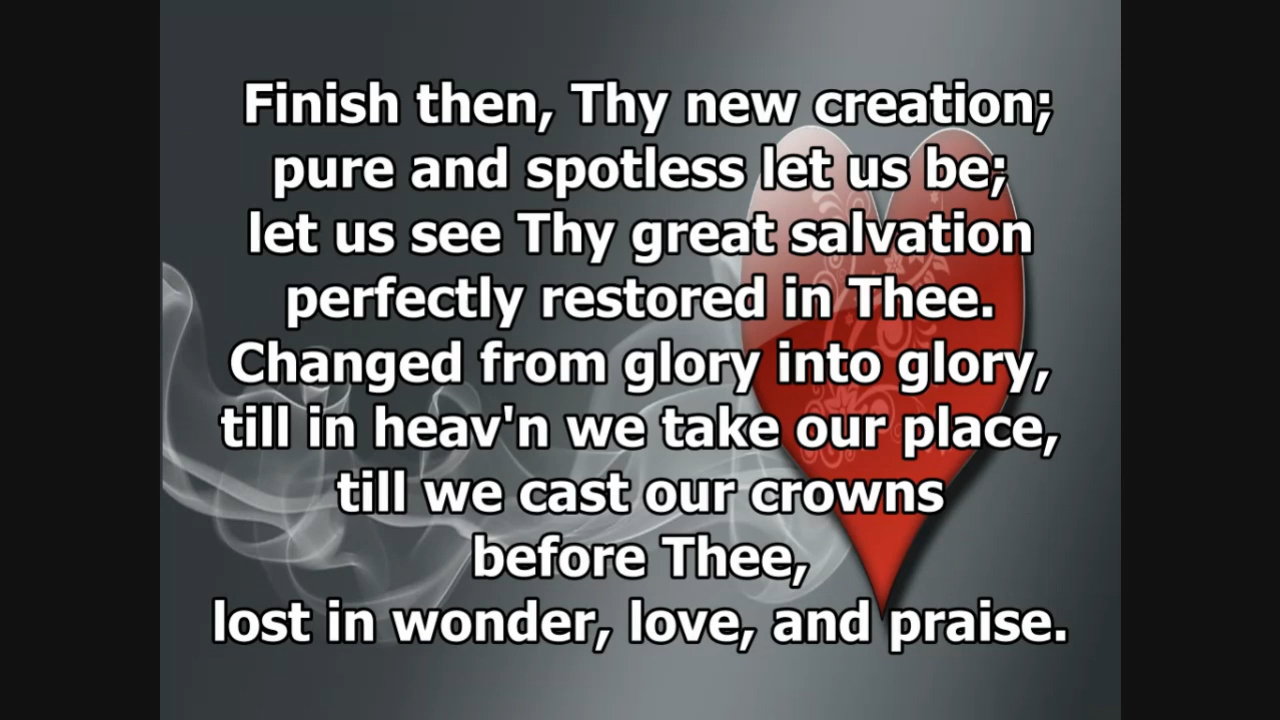 Finish then, Thy new creation;
pure and spotless let us be;
let us see Thy great salvation
perfectly restored in Thee.
Changed from glory into glory,
till in heav'n we take our place,
till we cast our crowns
before Thee,
lost in wonder, love, and praise.